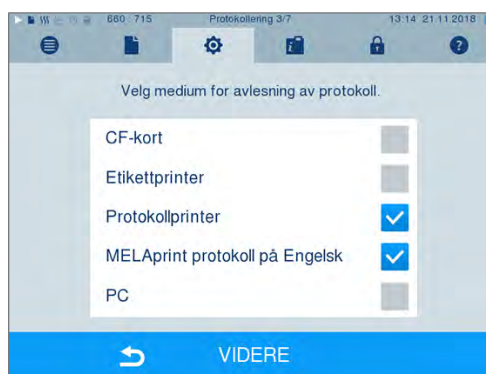 660 715 Protokollering 3/7 13:14 21.11.2018
Velg medium for avlesning av protokoll.
CF-kort
Etikettprinter
Protokollprinter
MELAprint protokoll på Engelsk
PC
VIDERE